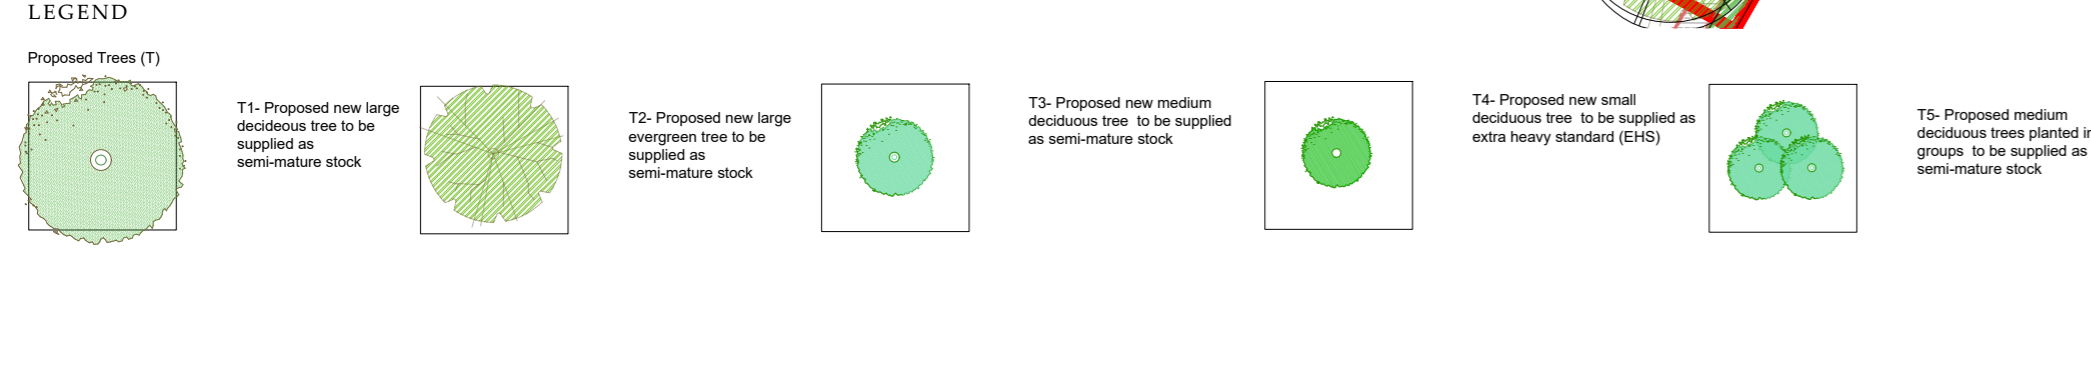 LEGEND
Proposed Trees (T)
T1- Proposed new large
decideous tree to be
supplied as
semi-mature stock
T2- Proposed new large
evergreen tree to be
supplied as
semi-mature stock
T3- Proposed new medium
deciduous tree to be supplied
as semi-mature stock
T4- Proposed new small
deciduous tree to be supplied as
extra heavy standard (EHS)
T5- Proposed medium
deciduous trees planted in
groups to be supplied as
semi-mature stock